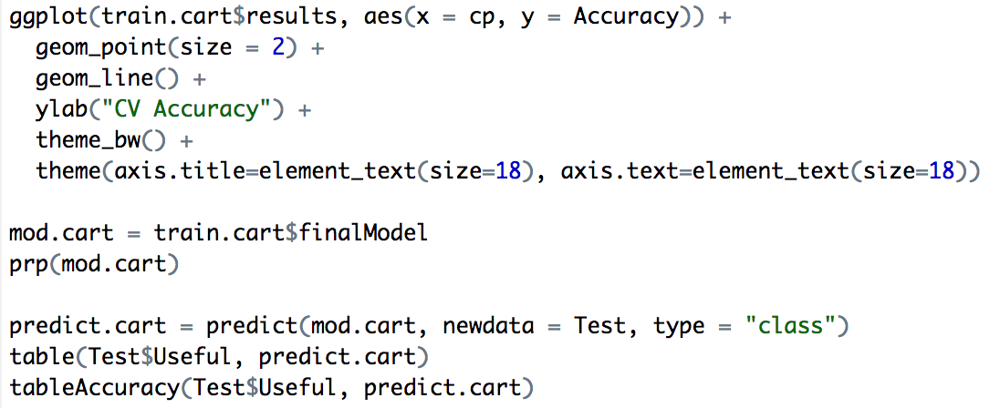 ggplot(train.cart$results, aes(x = cp, y = Accuracy)) +
  geom_point(size = 2) +
  geom_line() +
  ylab("CV Accuracy") +
  theme_bw() +
  theme(axis.title=element_text(size=18), axis.text=element_text(size=18))

mod.cart = train.cart$finalModel
prp(mod.cart)

predict.cart = predict(mod.cart, newdata = Test, type = "class")
table(Test$Useful, predict.cart)
tableAccuracy(Test$Useful, predict.cart)